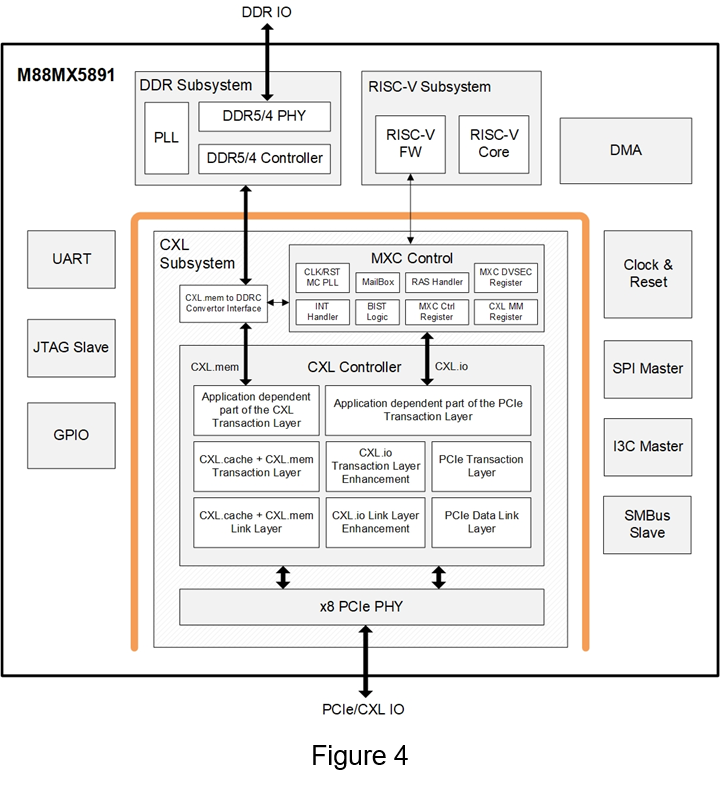 DDR IO
M88MX5891
DDR Subsystem
PLL
DDR5/4 PHY
DDR5/4 Controller
RISC-V Subsystem
RISC-V
FW
RISC-V
Core
DMA
UART
JTAG Slave
GPIO
CXL
Subsystem
CXL.mem to DDRC
Convertor Interface
MXC Control
CLK/RST
MC PLL
MailBox
RAS Handler
MXC DVSEC
Register
INT
Handler
BIST
Logic
MXC Ctrl
Register
CXL MM
Register
Clock &
Reset
SPI Master
I3C Master
SMBus
Slave
CXL.mem
CXL Controller
CXL.io
Application dependent
part of the CXL
Transaction Layer
Application dependent part of the PCIe
Transaction Layer
CXL.cache + CXL.mem
Transaction Layer
CXL.io
Transaction Layer
Enhancement
PCIe Transaction
Layer
CXL.cache + CXL.mem
Link Layer
CXL.io Link Layer
Enhancement
PCIe Data Link
Layer
x8 PCIe PHY
PCIe/CXL IO
Figure 4